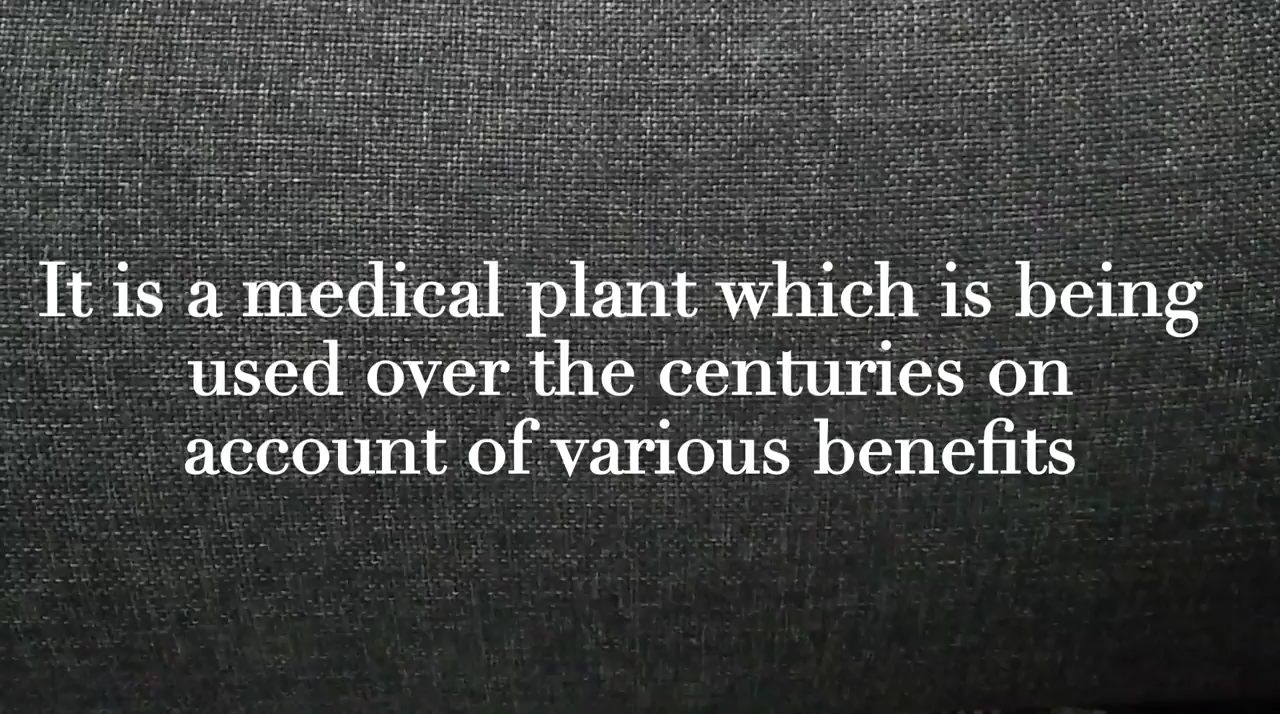 It is a medical plant which is being
used over the centuries on
account of various benefits